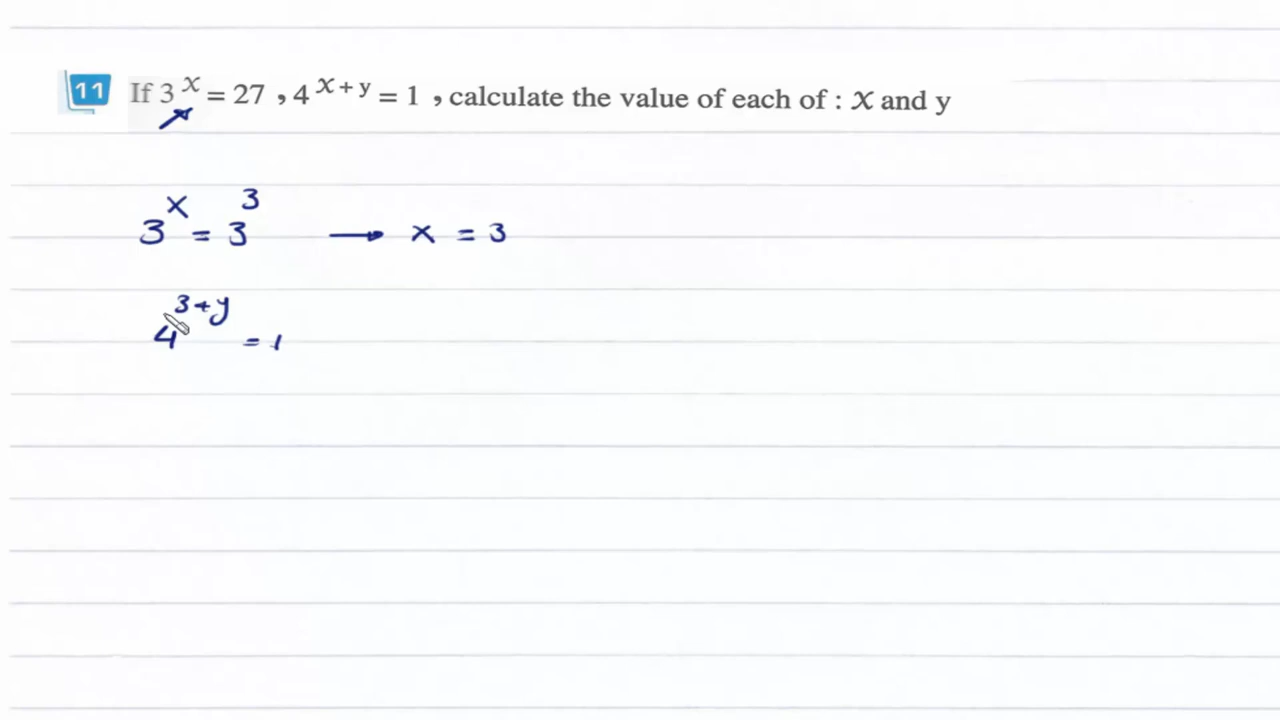 11 If 3^x = 27 , 4^x+y = 1 , calculate the value of each of : x and y
3^x = 3^3 → x = 3
4^3+y = 1